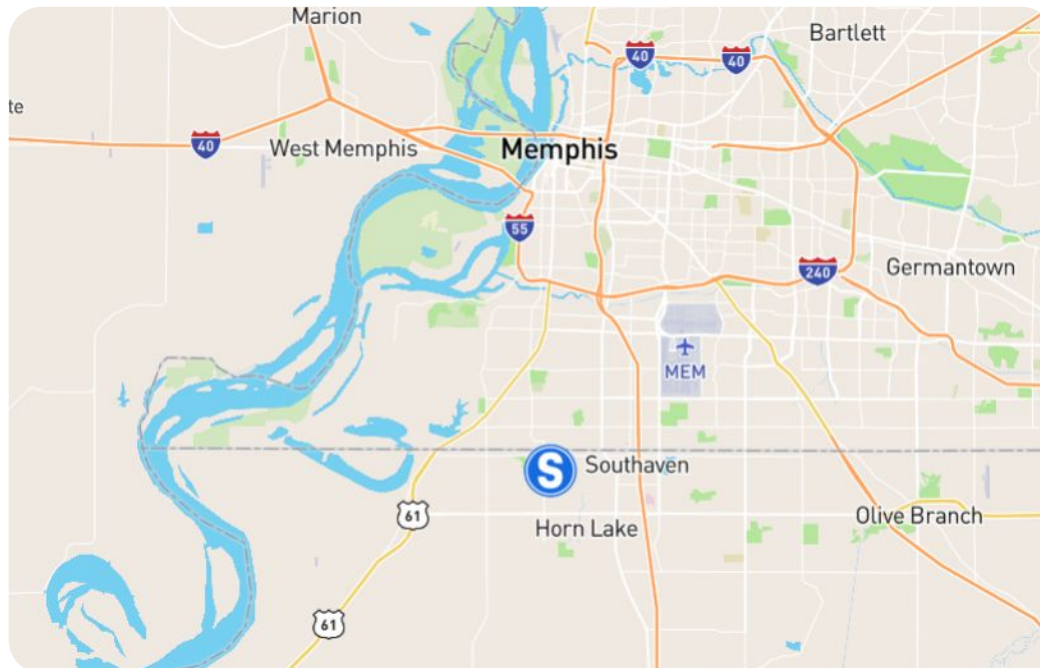 Marion
Bartlett
40
40
te
40
West Memphis
Memphis
55
Germantown
240
MEM
S
Southaven
61
Horn Lake
Olive Branch
61